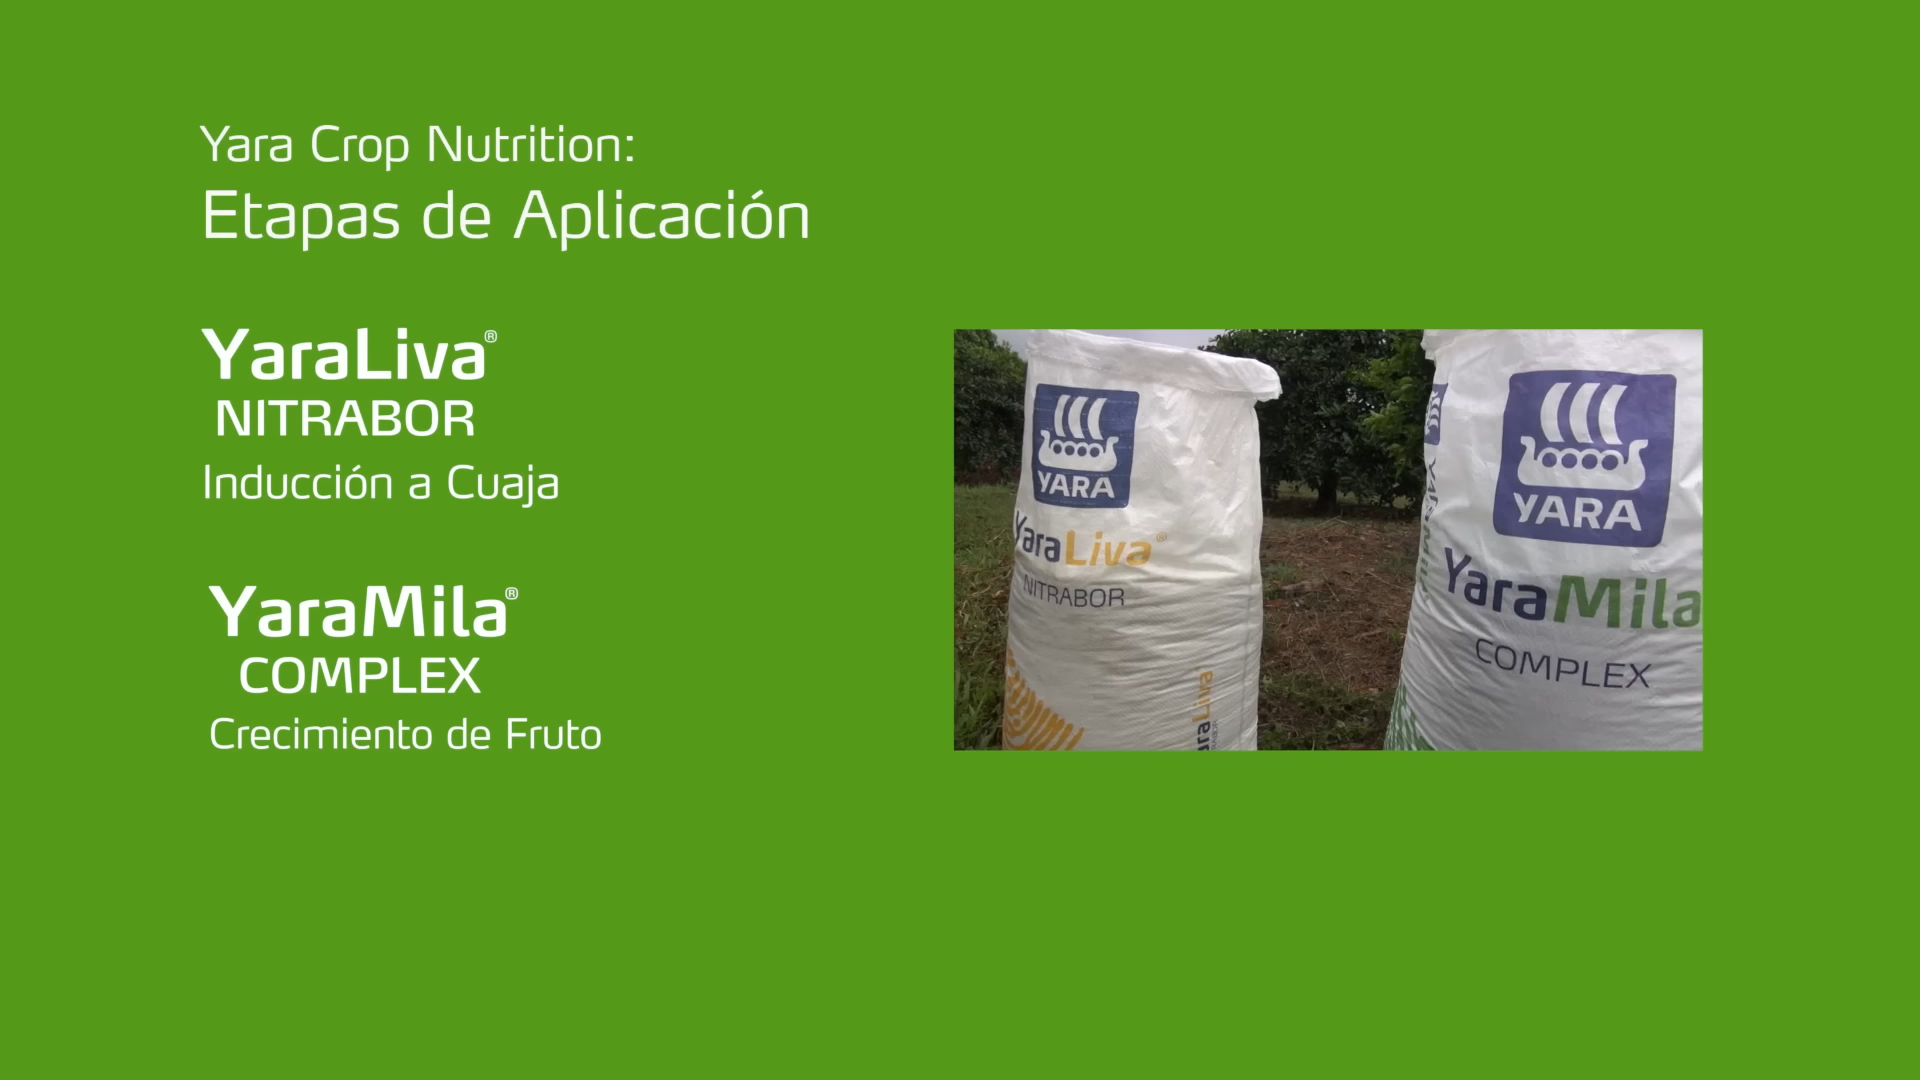 Yara Crop Nutrition:
Etapas de Aplicación
YaraLiva®
NITRABOR
Inducción a Cuaja
YaraMila®
COMPLEX
Crecimiento de Fruto
YARA
YaraLiva®
NITRABOR
YARA
YaraMila
COMPLEX